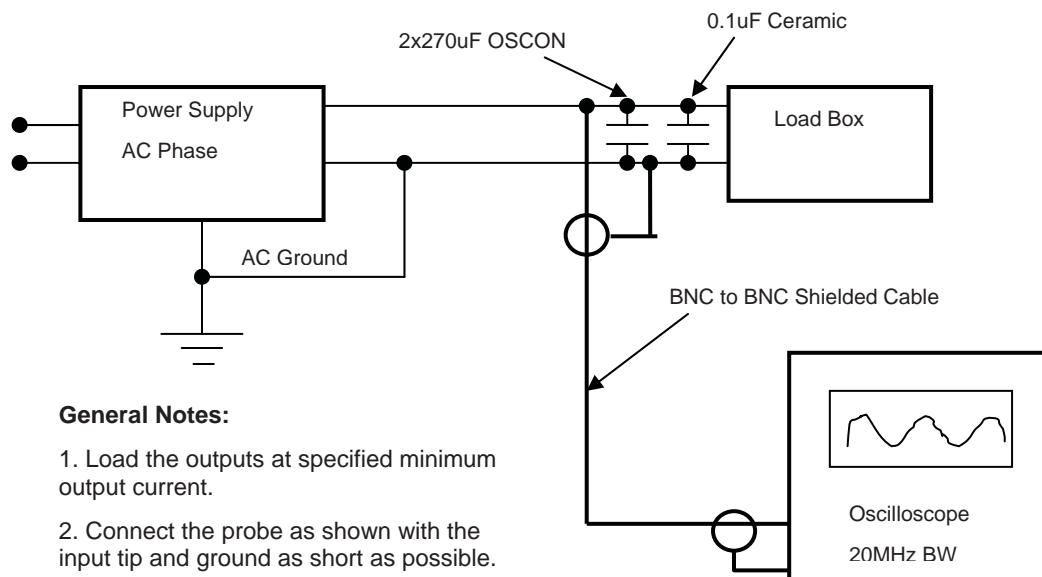 2x270uF OSCON
0.1uF Ceramic
Power Supply
AC Phase
Load Box
AC Ground
BNC to BNC Shielded Cable
General Notes:
1. Load the outputs at specified minimum
output current.
2. Connect the probe as shown with the
input tip and ground as short as possible.
Oscilloscope
20MHz BW